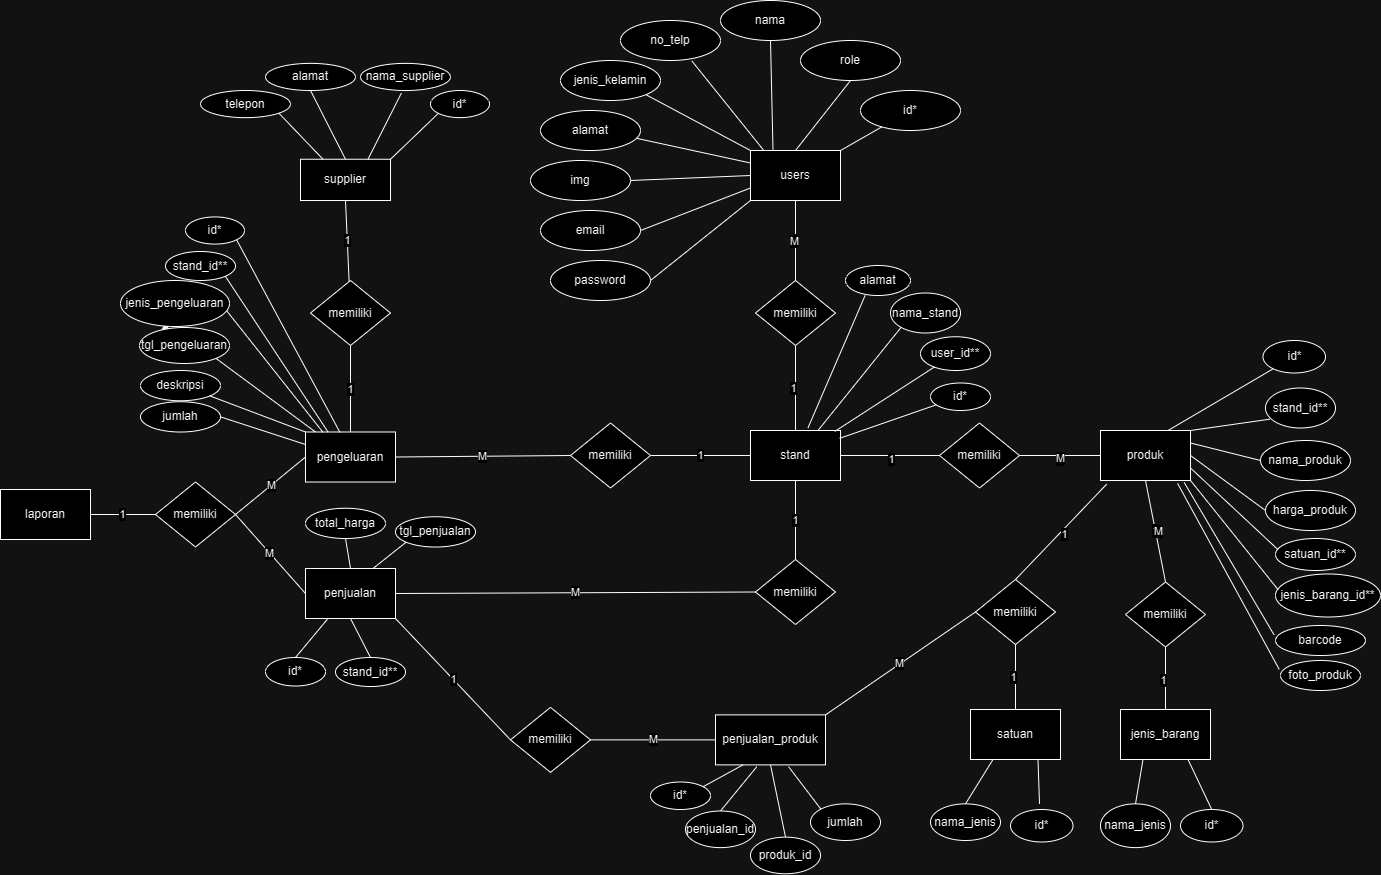 nama
no_telp
role
jenis_kelamin
id*
alamat
img
email
password
users
alamat
nama_supplier
telepon
id*
supplier
1
memiliki
1
M
memiliki
1
id*
stand_id**
jenis_pengeluaran
tgl_pengeluaran
deskripsi
jumlah
pengeluaran
M
memiliki
1
alamat
nama_stand
user_id**
id*
stand
1
memiliki
M
produk
id*
stand_id**
nama_produk
harga_produk
satuan_id**
jenis_barang_id**
barcode
foto_produk
laporan
1
memiliki
M
M
total_harga
tgl_penjualan
penjualan
id*
stand_id**
M
memiliki
1
1
memiliki
M
1
memiliki
M
1
M
memiliki
1
penjualan_produk
id*
penjualan_id
produk_id
jumlah
satuan
nama_jenis
id*
jenis_barang
nama_jenis
id*